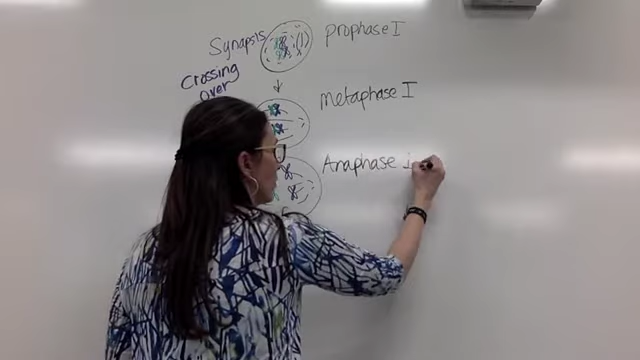 Synapsis
prophase I
Crossing
over
metaphase I
Anaphase i